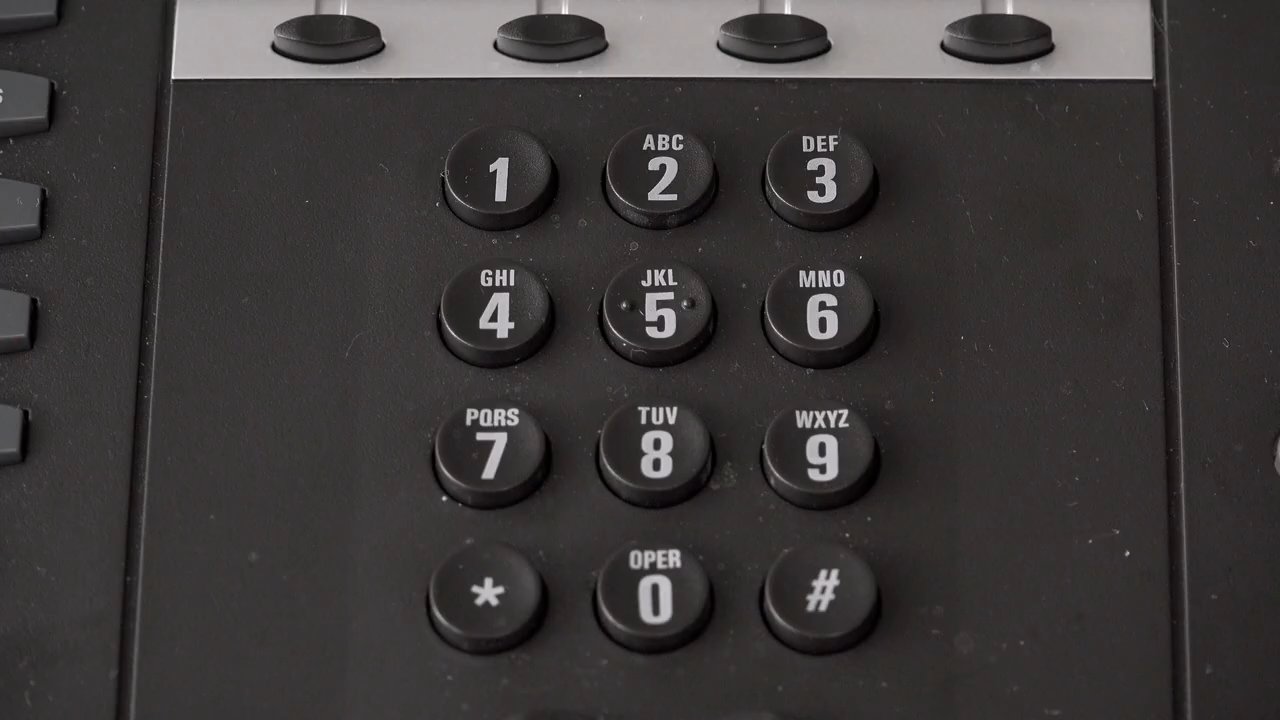 S
1
ABC
2
DEF
3
GHI
4
JKL
5
MNO
6
PQRS
7
TUV
8
WXYZ
9
*
OPER
0
#